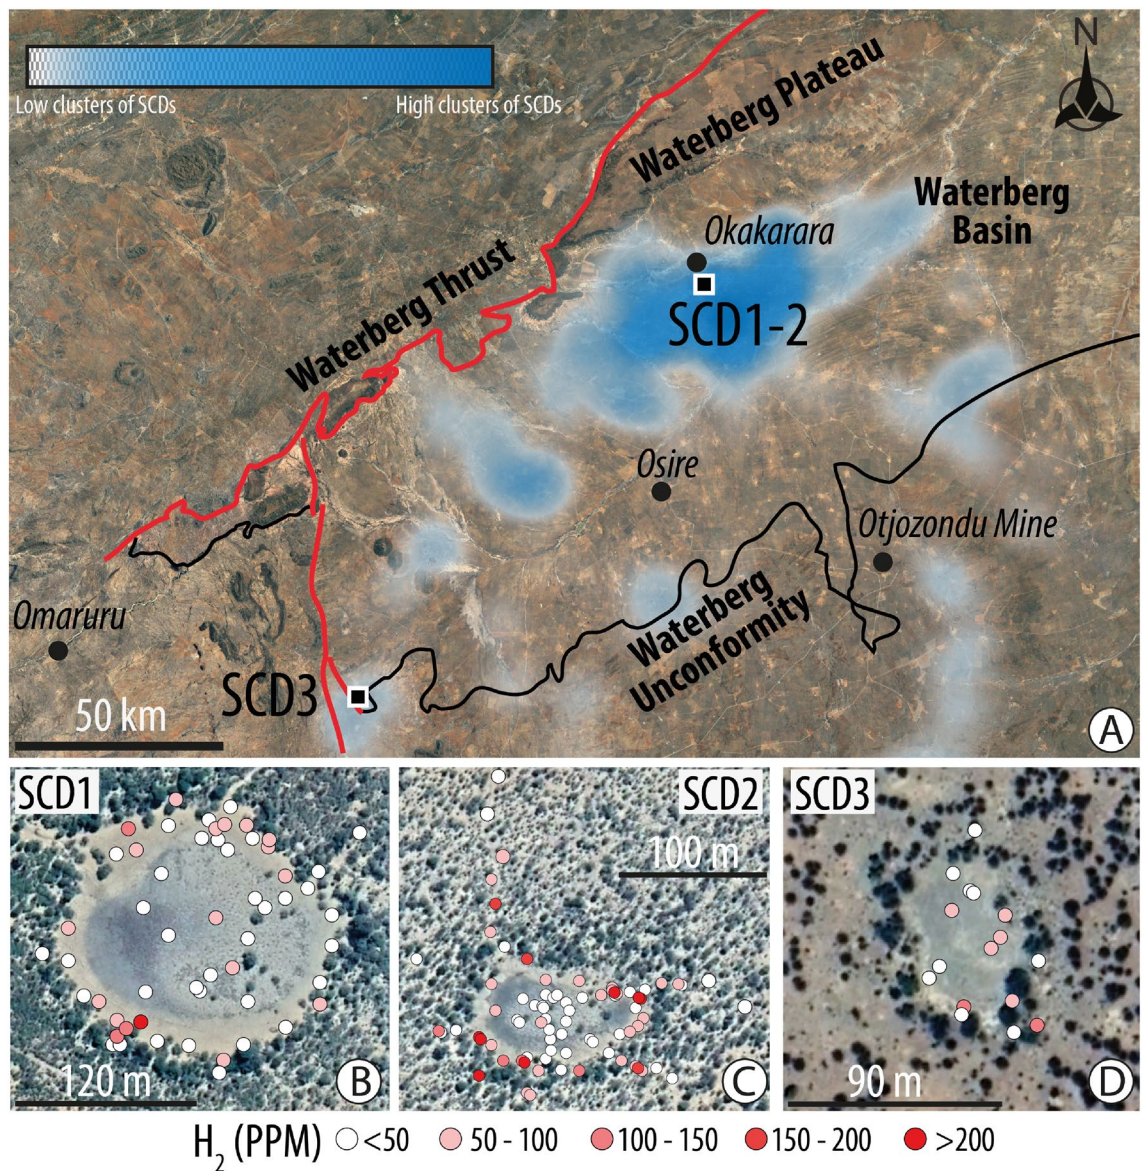 N
Low clusters of SCDs
High clusters of SCDs
Waterberg Plateau
Waterberg
Basin
Okakarara
SCD1-2
Waterberg Thrust
Osire
Otjozondu Mine
Omaruru
Waterberg
Unconformity
SCD3
50 km
A
SCD1
120 m
B
SCD2
100 m
C
SCD3
90 m
D
H2 (PPM) <50 50 - 100 100 - 150 150 - 200 >200